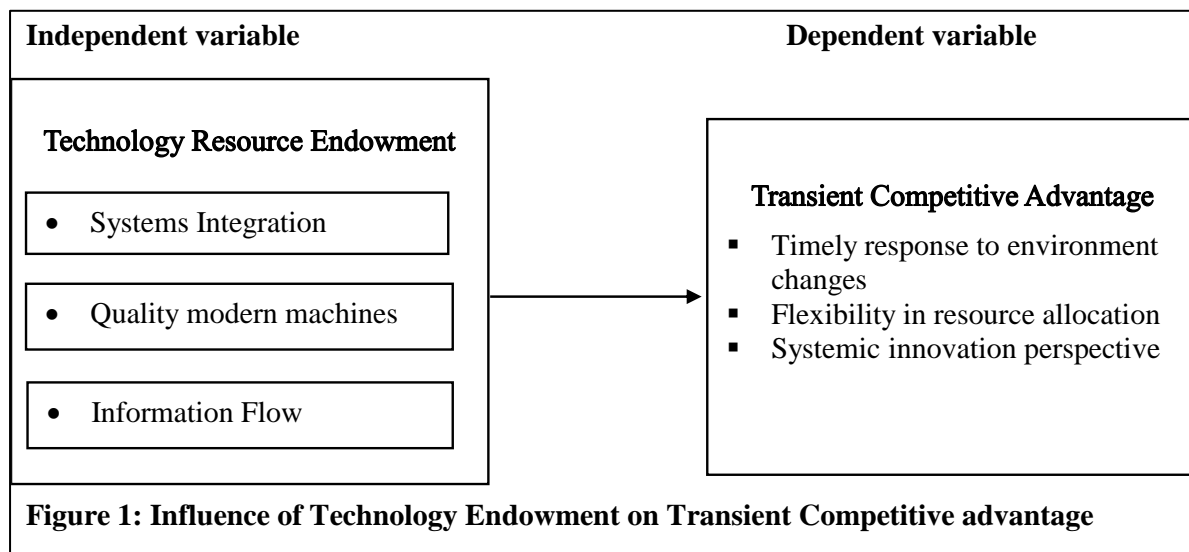 Independent variable
Dependent variable
Technology Resource Endowment
• Systems Integration
• Quality modern machines
• Information Flow
Transient Competitive Advantage
▪ Timely response to environment
changes
▪ Flexibility in resource allocation
▪ Systemic innovation perspective
Figure 1: Influence of Technology Endowment on Transient Competitive advantage